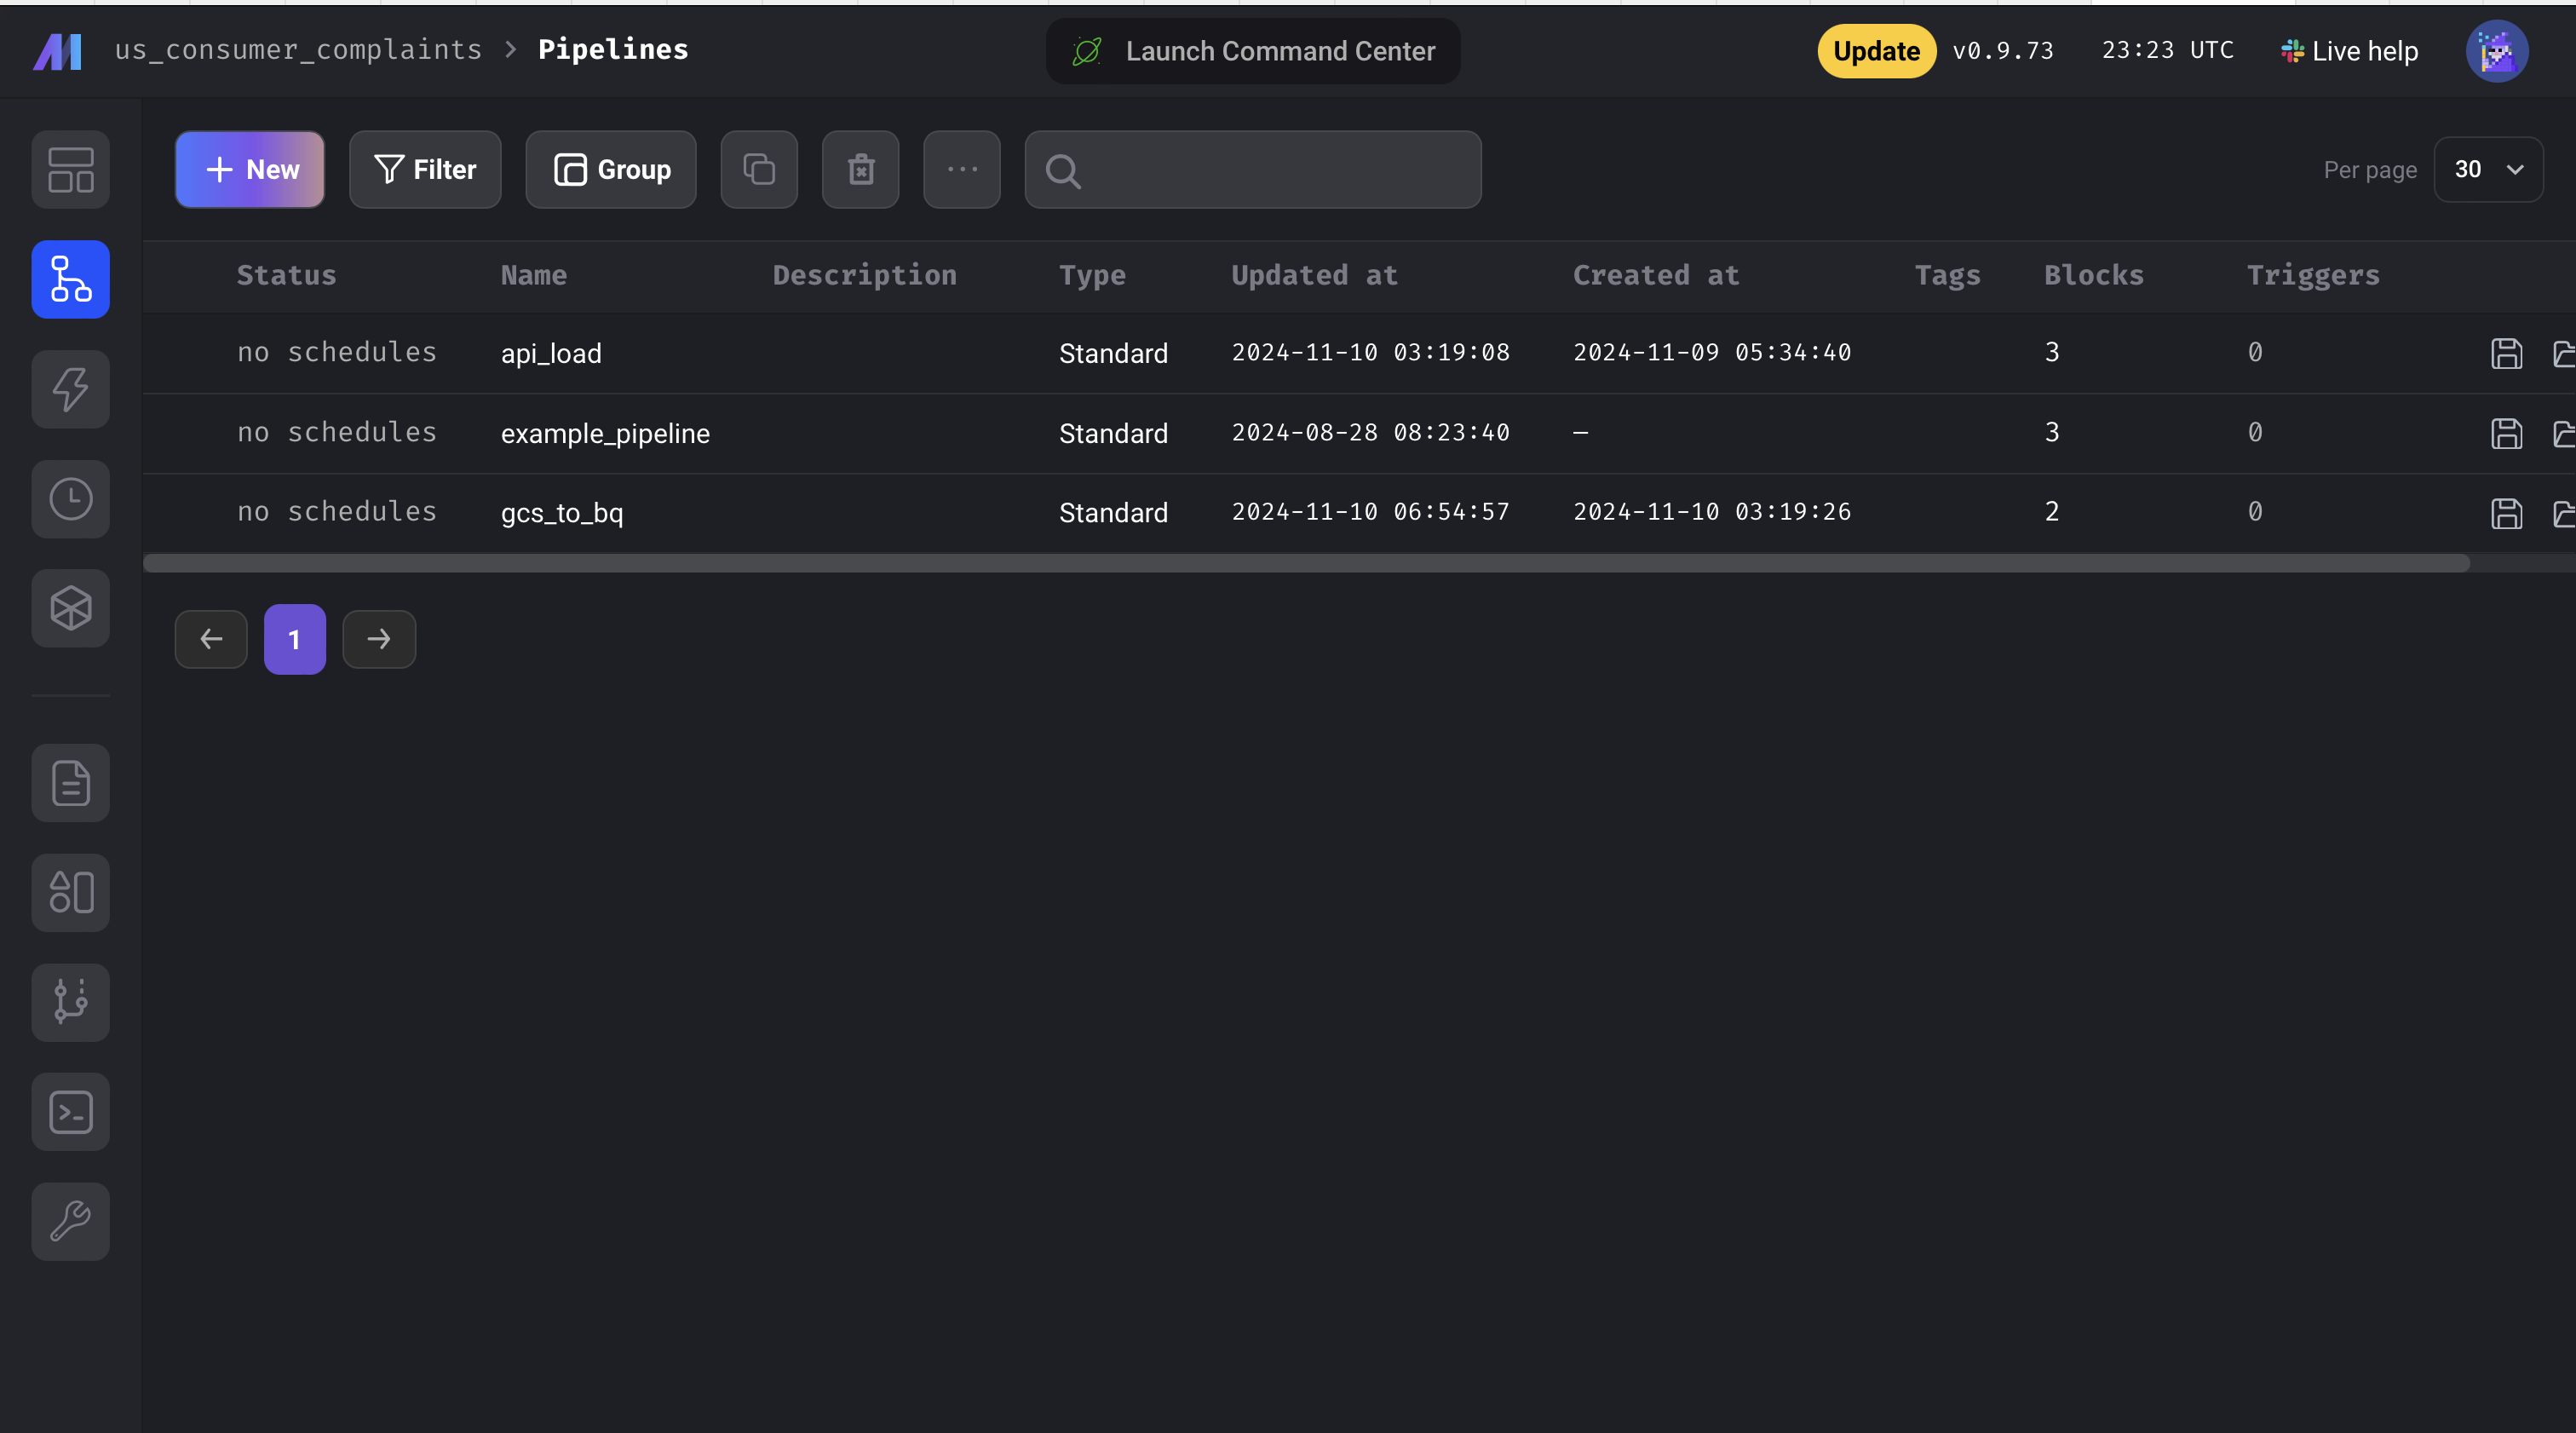 us_consumer_complaints > Pipelines
Launch Command Center
Update v0.9.73 23:23 UTC Live help
New Filter Group Per page 30
Status Name Description Type Updated at Created at Tags Blocks Triggers
no schedules api_load Standard 2024-11-10 03:19:08 2024-11-09 05:34:40 3 0
no schedules example_pipeline Standard 2024-08-28 08:23:40 — 3 0
no schedules gcs_to_bq Standard 2024-11-10 06:54:57 2024-11-10 03:19:26 2 0
1